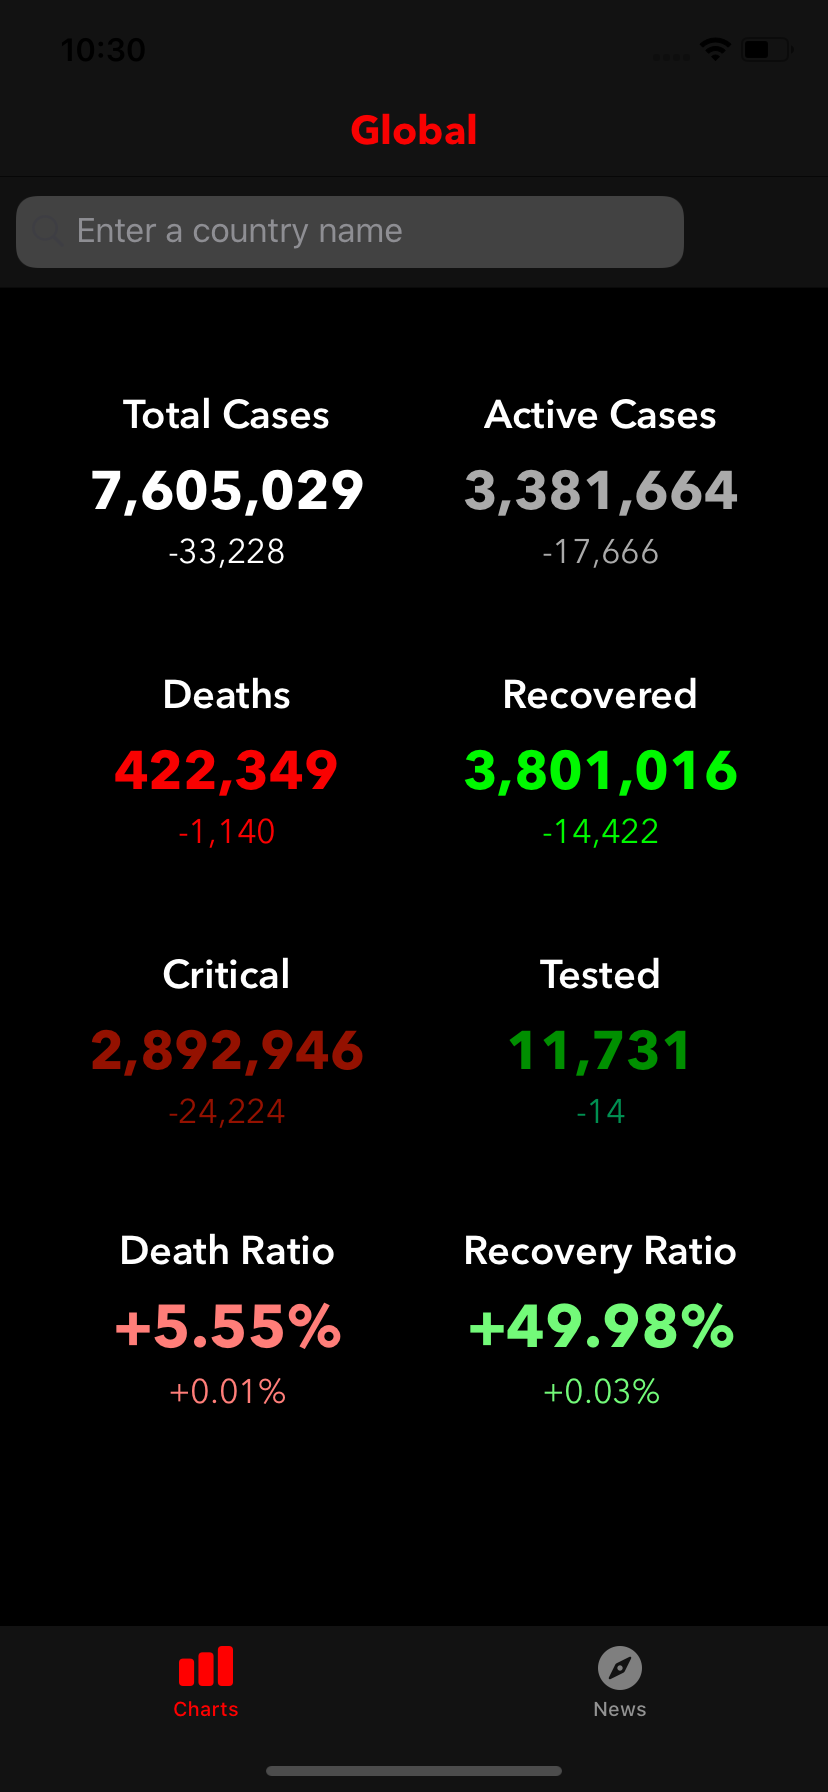 10:30
Global
Enter a country name
Total Cases
7,605,029
-33,228
Active Cases
3,381,664
-17,666
Deaths
422,349
-1,140
Recovered
3,801,016
-14,422
Critical
2,892,946
-24,224
Tested
11,731
-14
Death Ratio
+5.55%
+0.01%
Recovery Ratio
+49.98%
+0.03%
Charts
News